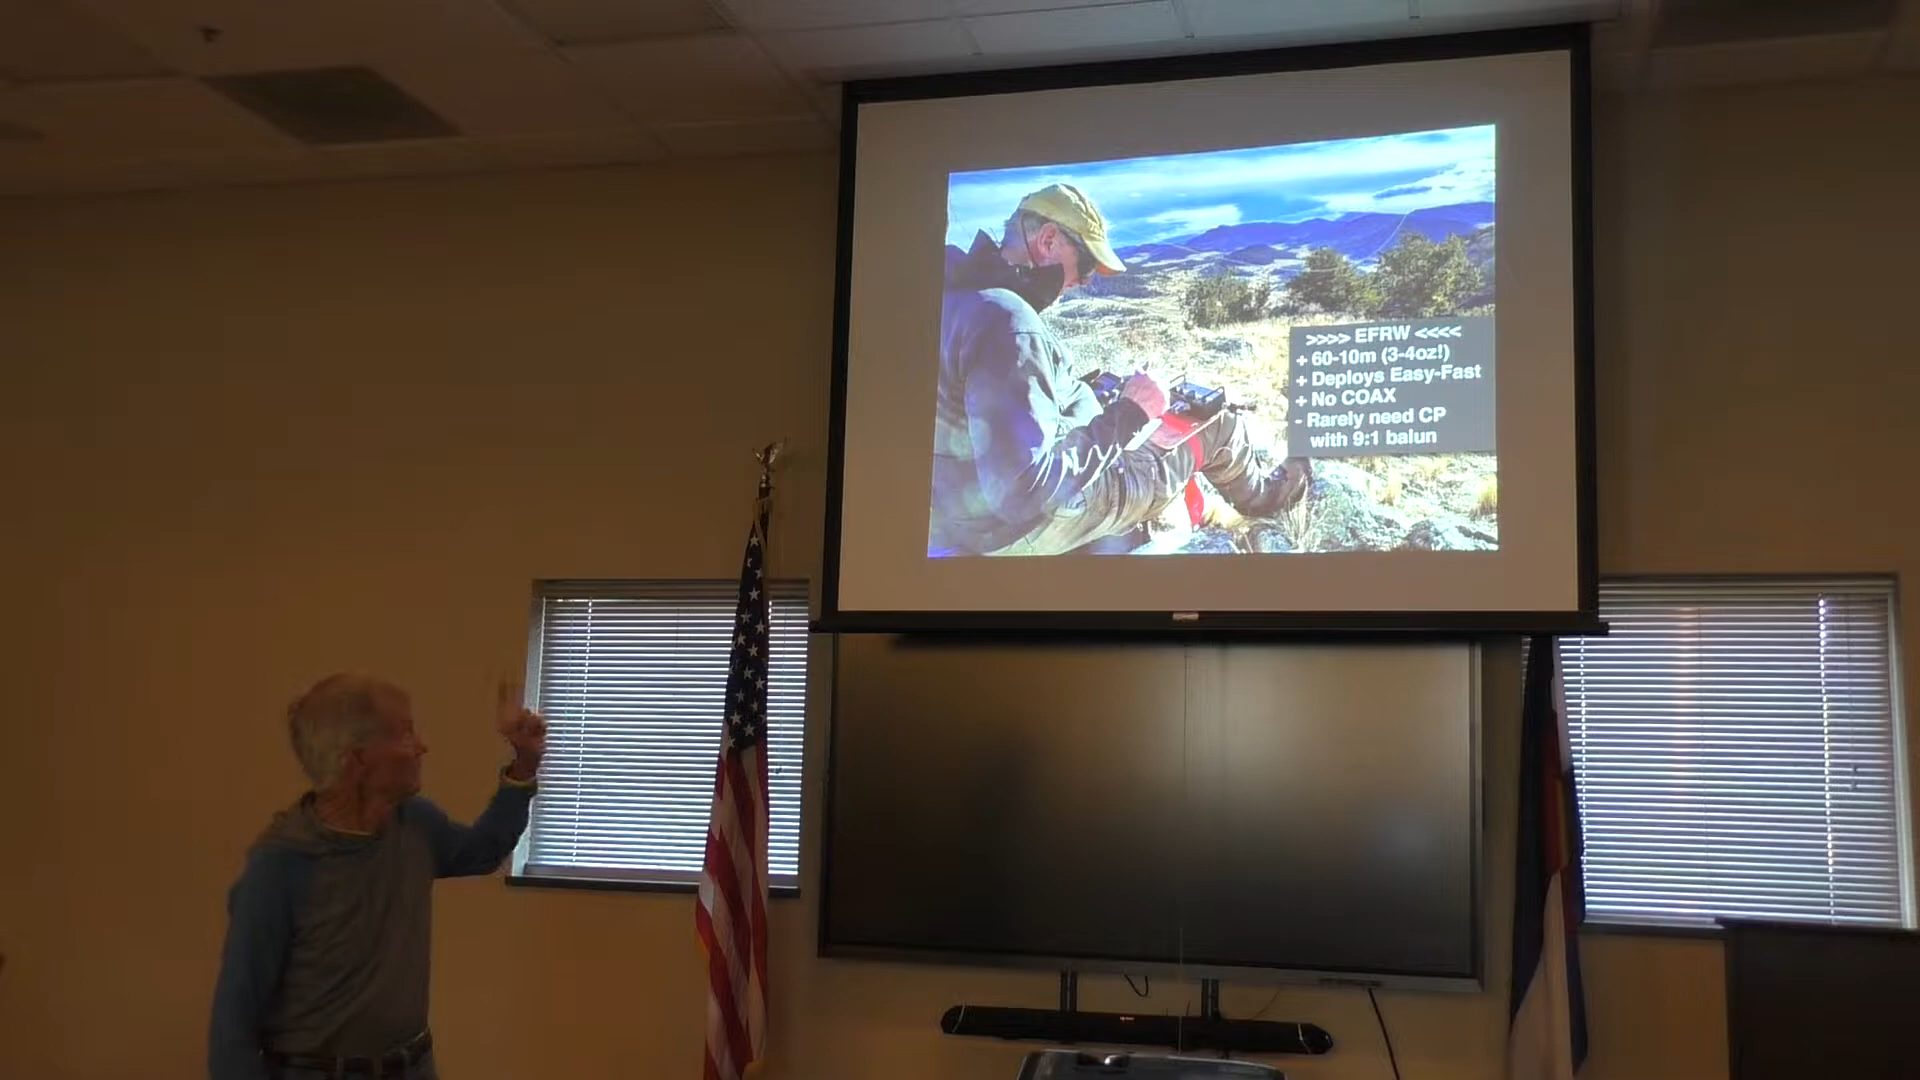 >>>> EFRW <<<<
+ 60-10m (3-4oz!)
+ Deploys Easy-Fast
+ No COAX
- Rarely need CP
with 9:1 balun